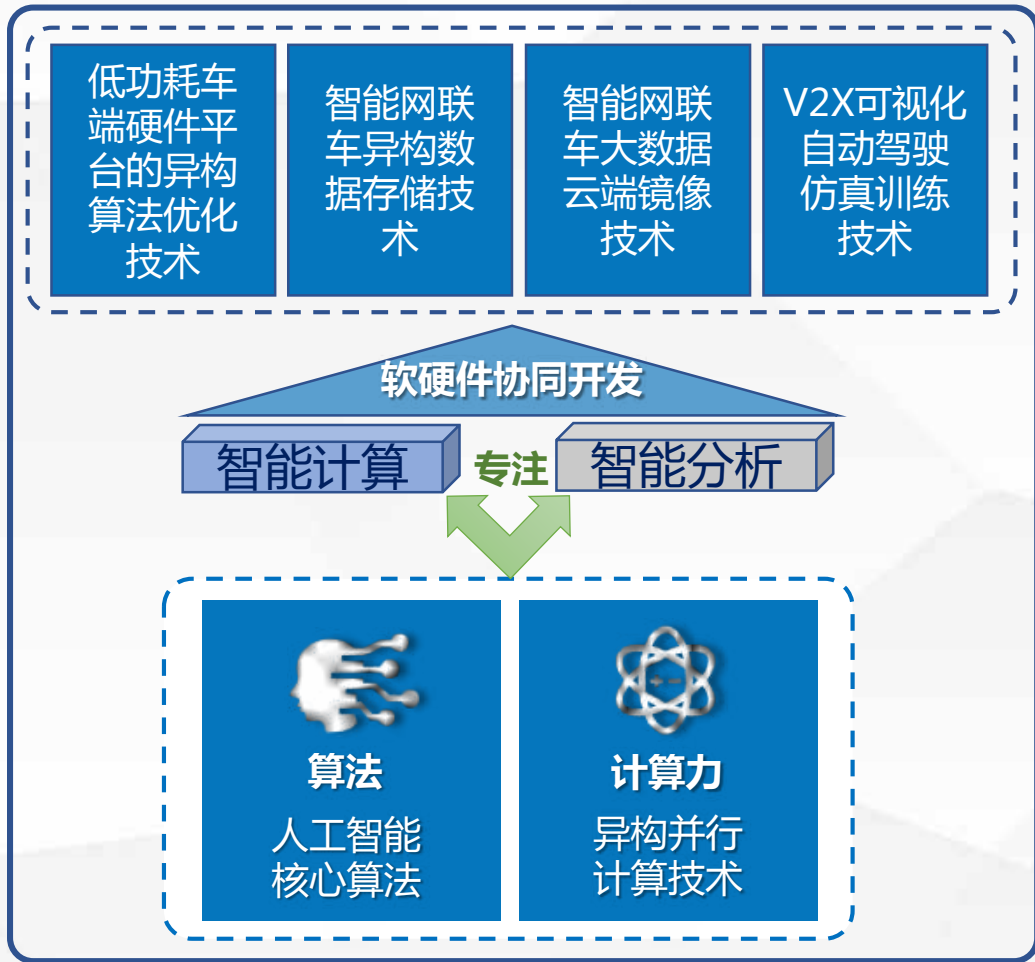 低功耗车
端硬件平
台的异构
算法优化
技术
智能网联
车异构数
据存储技
术
智能网联
车大数据
云端镜像
技术
V2X可视化
自动驾驶
仿真训练
技术
软硬件协同开发
智能计算
专注
智能分析
算法
人工智能
核心算法
计算力
异构并行
计算技术